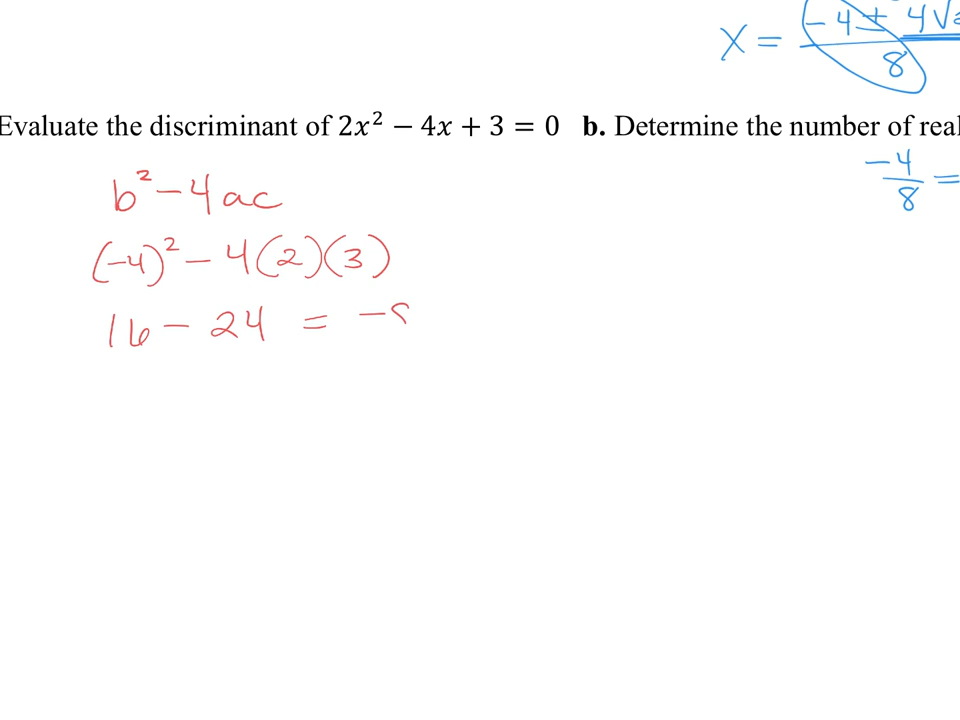 X = -4 ± 4√
8
Evaluate the discriminant of 2x² − 4x + 3 = 0 b. Determine the number of real
-4/8 =
b² - 4ac
(-4)² - 4(2)(3)
16 - 24 = -8